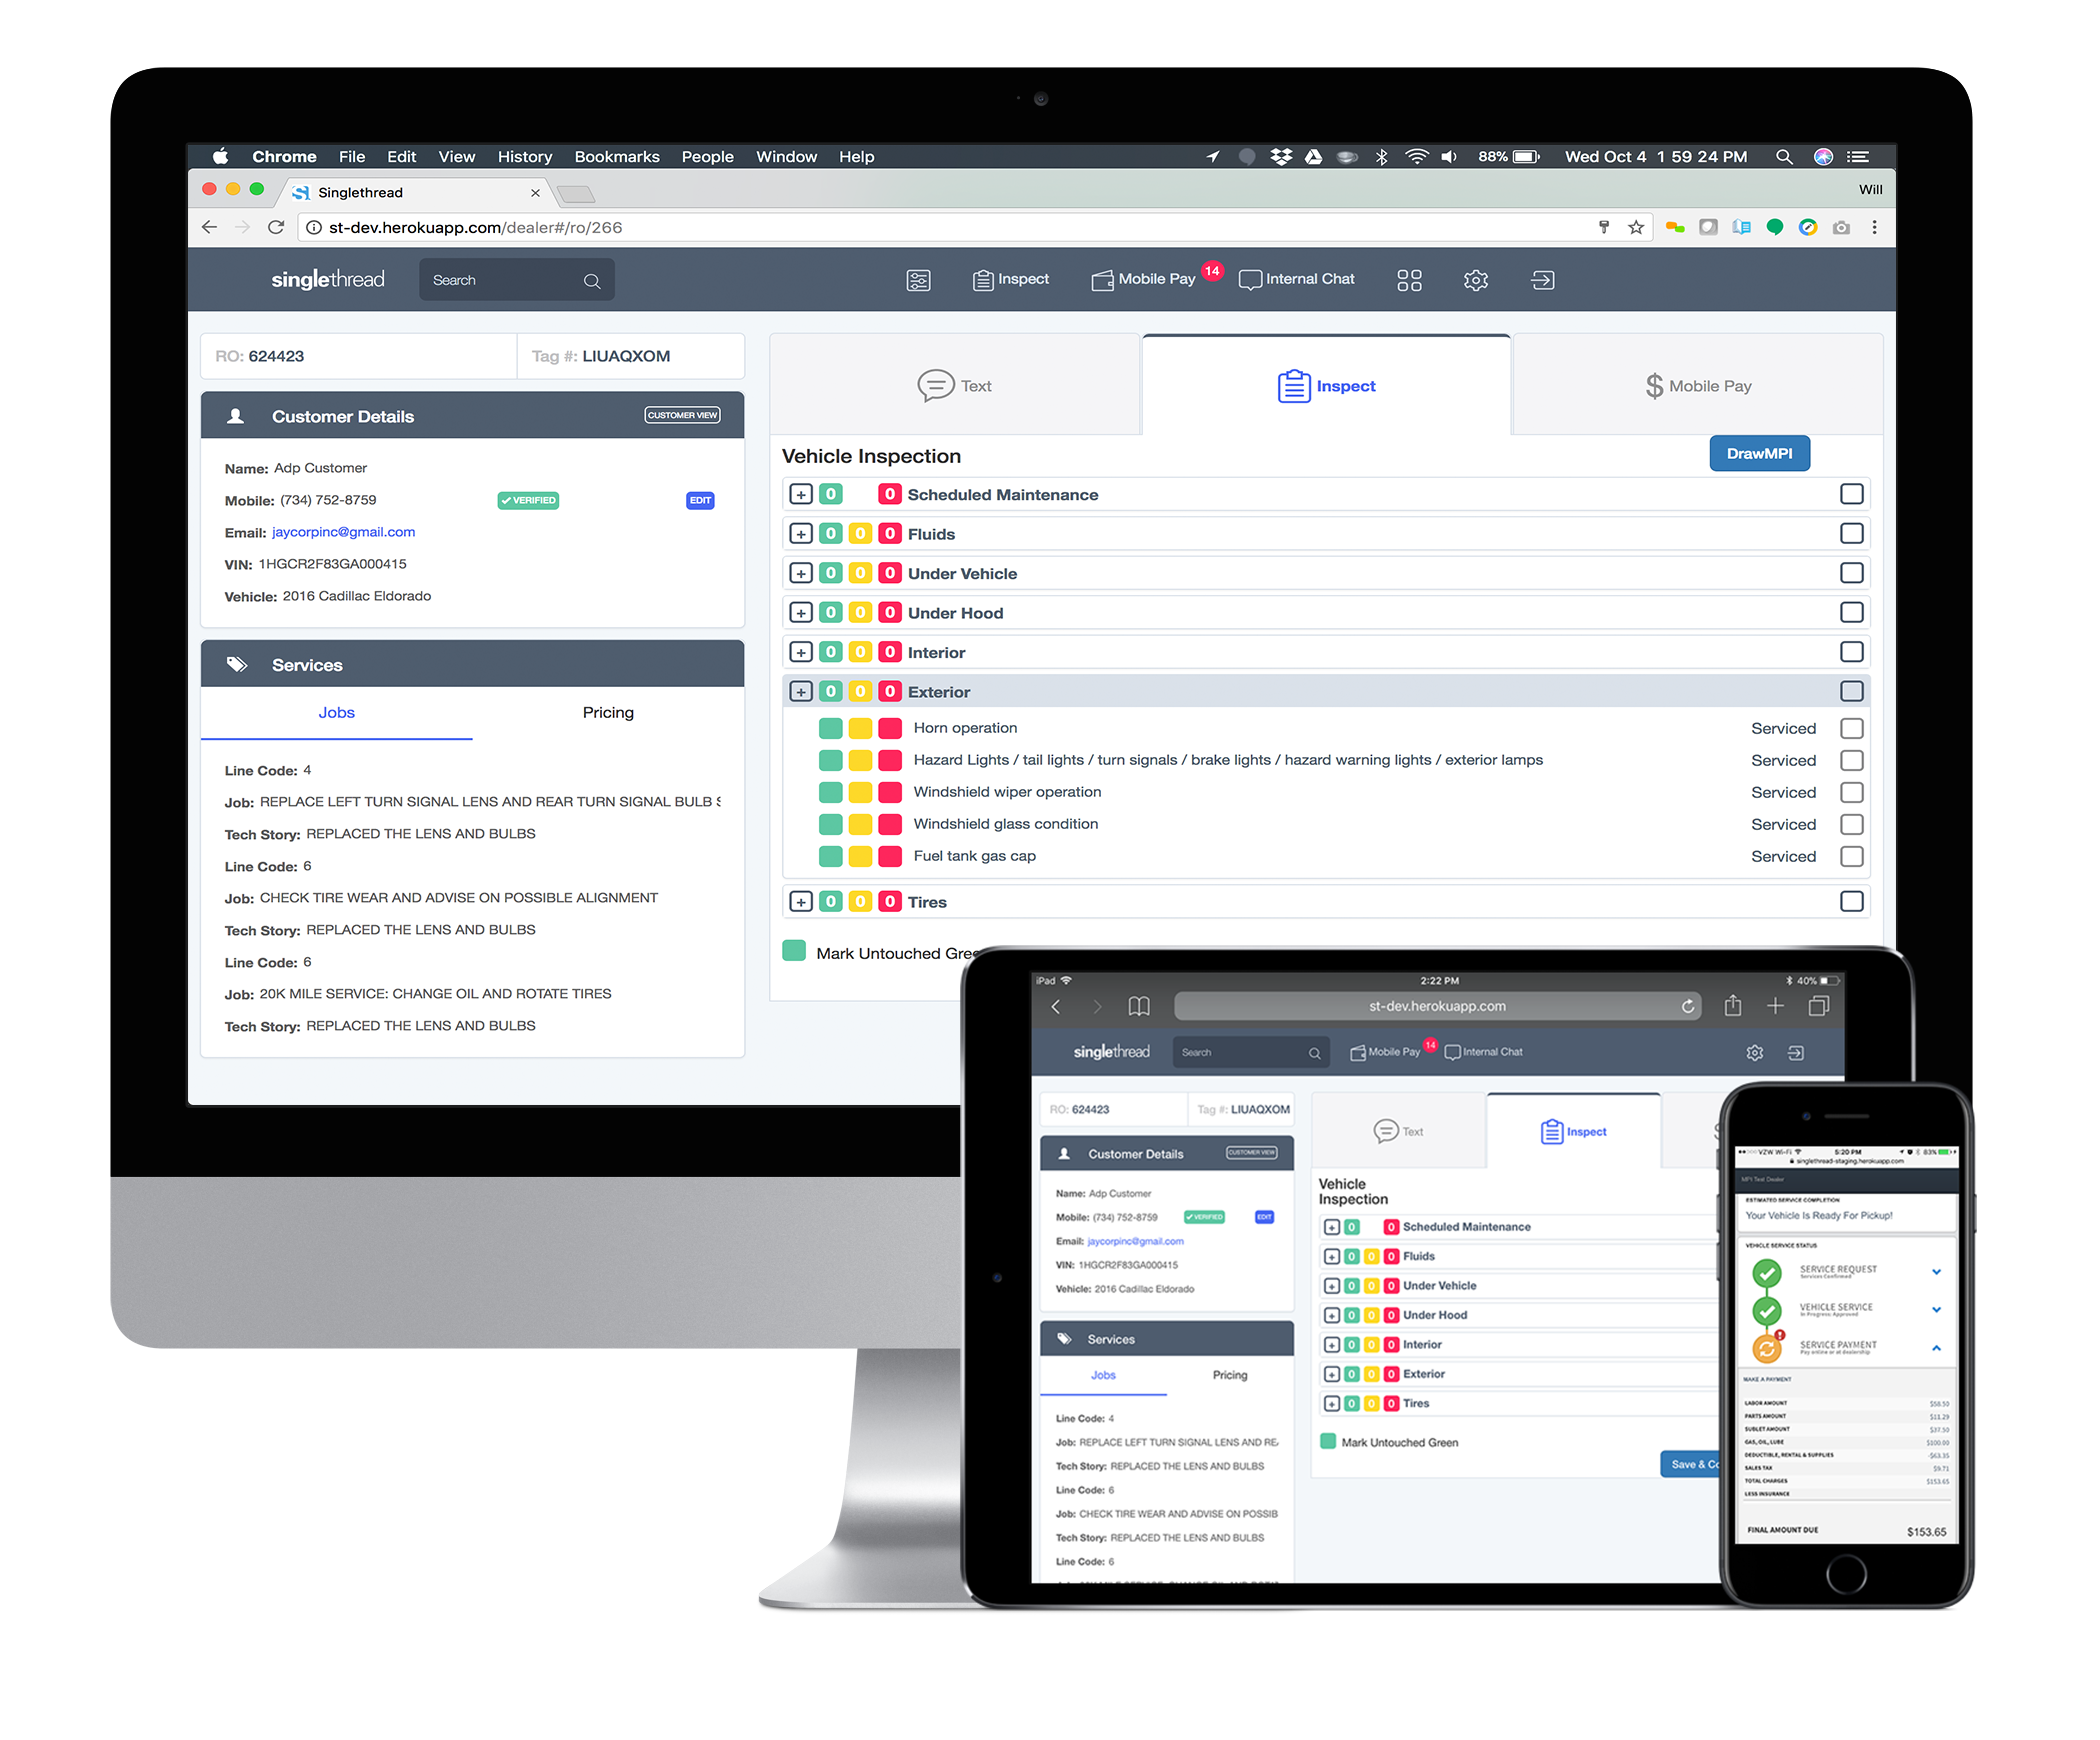 Chrome File Edit View History Bookmarks People Window Help 88% Wed Oct 4 1 59 24 PM
Singlethread Will
st-dev.herokuapp.com/dealer#/ro/266
singlethread Search Inspect Mobile Pay 14 Internal Chat
RO: 624423 Tag #: LIUAQXOM
Customer Details CUSTOMER VIEW
Name: Adp Customer
Mobile: (734) 752-8759 VERIFIED EDIT
Email: jaycorpinc@gmail.com
VIN: 1HGCR2F83GA000415
Vehicle: 2016 Cadillac Eldorado
Services
Jobs Pricing
Line Code: 4
Job: REPLACE LEFT TURN SIGNAL LENS AND REAR TURN SIGNAL BULB S
Tech Story: REPLACED THE LENS AND BULBS
Line Code: 6
Job: CHECK TIRE WEAR AND ADVISE ON POSSIBLE ALIGNMENT
Tech Story: REPLACED THE LENS AND BULBS
Line Code: 6
Job: 20K MILE SERVICE: CHANGE OIL AND ROTATE TIRES
Tech Story: REPLACED THE LENS AND BULBS
Text Inspect $ Mobile Pay
Vehicle Inspection DrawMPI
+ 0 0 Scheduled Maintenance
+ 0 0 0 Fluids
+ 0 0 0 Under Vehicle
+ 0 0 0 Under Hood
+ 0 0 0 Interior
+ 0 0 0 Exterior
Horn operation Serviced
Hazard Lights / tail lights / turn signals / brake lights / hazard warning lights / exterior lamps Serviced
Windshield wiper operation Serviced
Windshield glass condition Serviced
Fuel tank gas cap Serviced
+ 0 0 0 Tires
Mark Untouched Gree
iPad 2:22 PM 40%
st-dev.herokuapp.com
singlethread Search Mobile Pay 14 Internal Chat
RO: 624423 Tag #: LIUAQXOM
Customer Details CUSTOMER VIEW
Name: Adp Customer
Mobile: (734) 752-8759 VERIFIED EDIT
Email: jaycorpinc@gmail.com
VIN: 1HGCR2F83GA000415
Vehicle: 2016 Cadillac Eldorado
Services
Jobs Pricing
Line Code: 4
Job: REPLACE LEFT TURN SIGNAL LENS AND RE
Tech Story: REPLACED THE LENS AND BULBS
Line Code: 6
Job: CHECK TIRE WEAR AND ADVISE ON POSSIB
Tech Story: REPLACED THE LENS AND BULBS
Line Code: 6
Text Inspect
Vehicle
Inspection
+ 0 0 Scheduled Maintenance
+ 0 0 0 Fluids
+ 0 0 0 Under Vehicle
+ 0 0 0 Under Hood
+ 0 0 0 Interior
+ 0 0 0 Exterior
+ 0 0 0 Tires
Mark Untouched Green
Save & Co
VZW Wi-Fi 5:20 PM 83%
singlethread-staging.herokuapp.com
MPI Test Dealer
ESTIMATED SERVICE COMPLETION
Your Vehicle Is Ready For Pickup!
VEHICLE SERVICE STATUS
SERVICE REQUEST
Services Confirmed
VEHICLE SERVICE
In Progress: Approved
SERVICE PAYMENT
Pay online or at dealership
MAKE A PAYMENT
LABOR AMOUNT $58.50
PARTS AMOUNT $11.29
SUBLET AMOUNT $37.50
GAS, OIL, LUBE $100.00
DEDUCTIBLE, RENTAL & SUPPLIES -$63.35
SALES TAX $9.71
TOTAL CHARGES $153.65
LESS INSURANCE
FINAL AMOUNT DUE $153.65